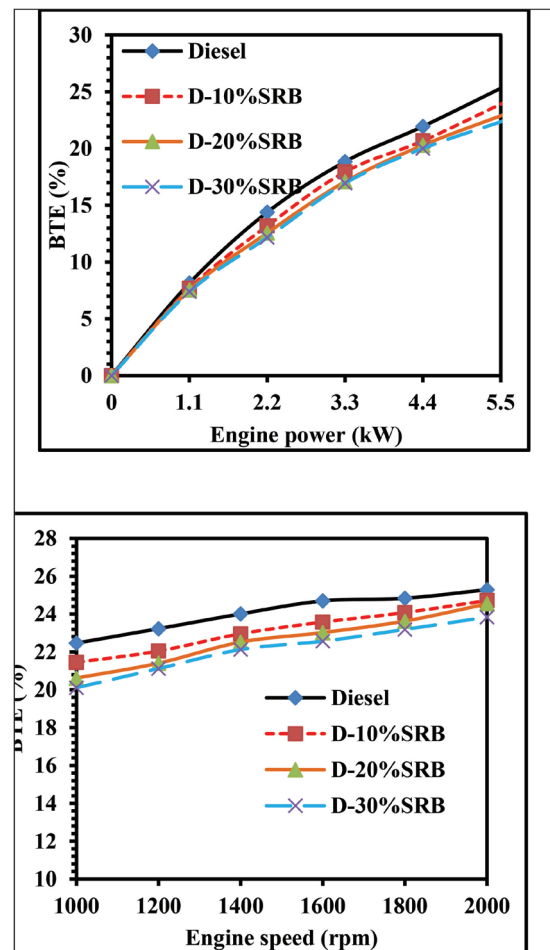 30
25
20
15
10
5
0
BTE (%)
Diesel
D-10%SRB
D-20%SRB
D-30%SRB
0 1.1 2.2 3.3 4.4 5.5
Engine power (kW)
28
26
24
22
20
18
16
14
12
10
BTE (%)
Diesel
D-10%SRB
D-20%SRB
D-30%SRB
1000 1200 1400 1600 1800 2000
Engine speed (rpm)